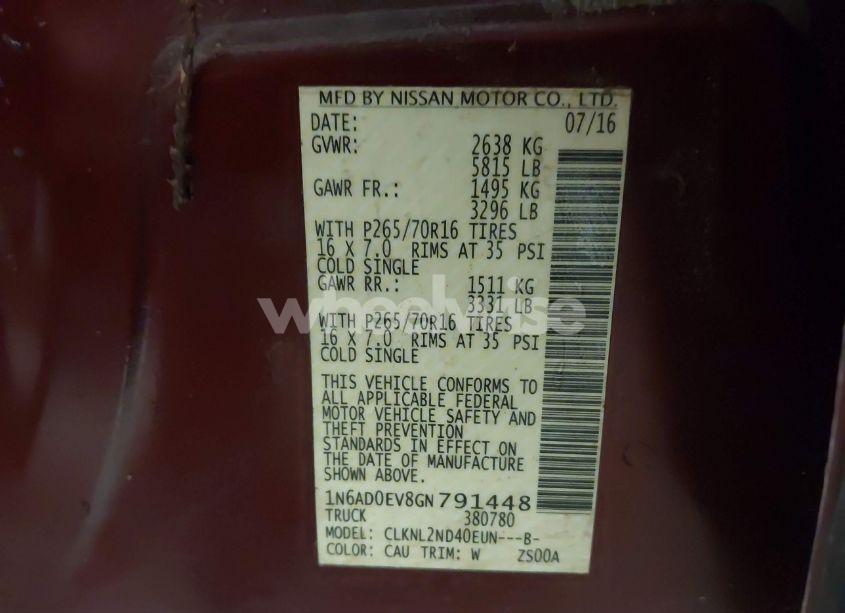 MFD BY NISSAN MOTOR CO., LTD.
DATE: 07/16
GVWR: 2638 KG
5815 LB
GAWR FR.: 1495 KG
3296 LB
WITH P265/70R16 TIRES
16 X 7.0 RIMS AT 35 PSI
COLD SINGLE
GAWR RR.: 1511 KG
3331 LB
WITH P265/70R16 TIRES
16 X 7.0 RIMS AT 35 PSI
COLD SINGLE
THIS VEHICLE CONFORMS TO
ALL APPLICABLE FEDERAL
MOTOR VEHICLE SAFETY AND
THEFT PREVENTION
STANDARDS IN EFFECT ON
THE DATE OF MANUFACTURE
SHOWN ABOVE.
1N6AD0EV8GN791448
TRUCK 380780
MODEL: CLKNL2ND40EUN---B-
COLOR: CAU TRIM: W ZS00A